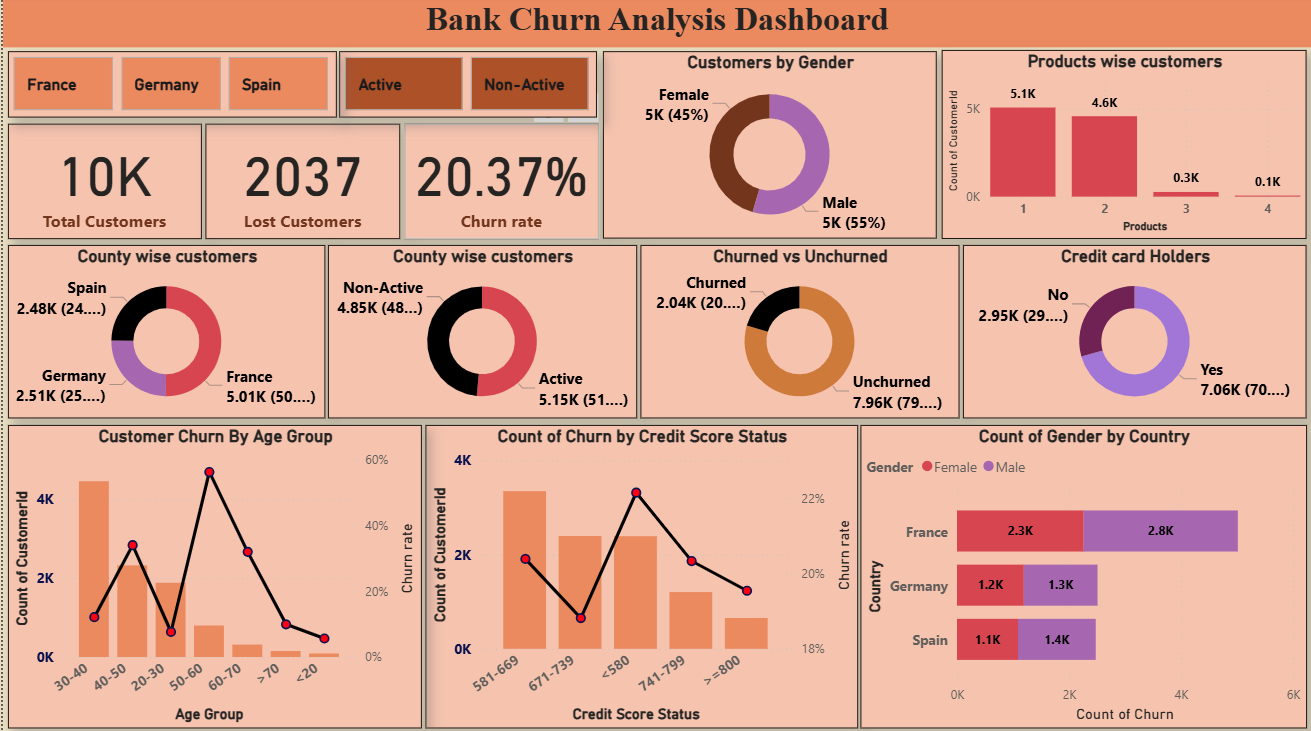 Bank Churn Analysis Dashboard
France
Germany
Spain
Active
Non-Active
10K
Total Customers
2037
Lost Customers
20.37%
Churn rate
Customers by Gender
Female
5K (45%)
Male
5K (55%)
Products wise customers
Count of CustomerId
5K
0K
5.1K
4.6K
0.3K
0.1K
1
2
3
4
Products
County wise customers
Spain
2.48K (24....)
Germany
2.51K (25....)
France
5.01K (50....)
County wise customers
Non-Active
4.85K (48...)
Active
5.15K (51....)
Churned vs Unchurned
Churned
2.04K (20....)
Unchurned
7.96K (79....)
Credit card Holders
No
2.95K (29....)
Yes
7.06K (70....)
Customer Churn By Age Group
Count of CustomerId
4K
2K
0K
60%
40%
20%
0%
Churn rate
30-40
40-50
20-30
50-60
60-70
>70
<20
Age Group
Count of Churn by Credit Score Status
Count of CustomerId
4K
2K
0K
22%
20%
18%
Churn rate
581-669
671-739
<580
741-799
>=800
Credit Score Status
Count of Gender by Country
Gender
Female
Male
Country
France
2.3K
2.8K
Germany
1.2K
1.3K
Spain
1.1K
1.4K
0K
2K
4K
6K
Count of Churn